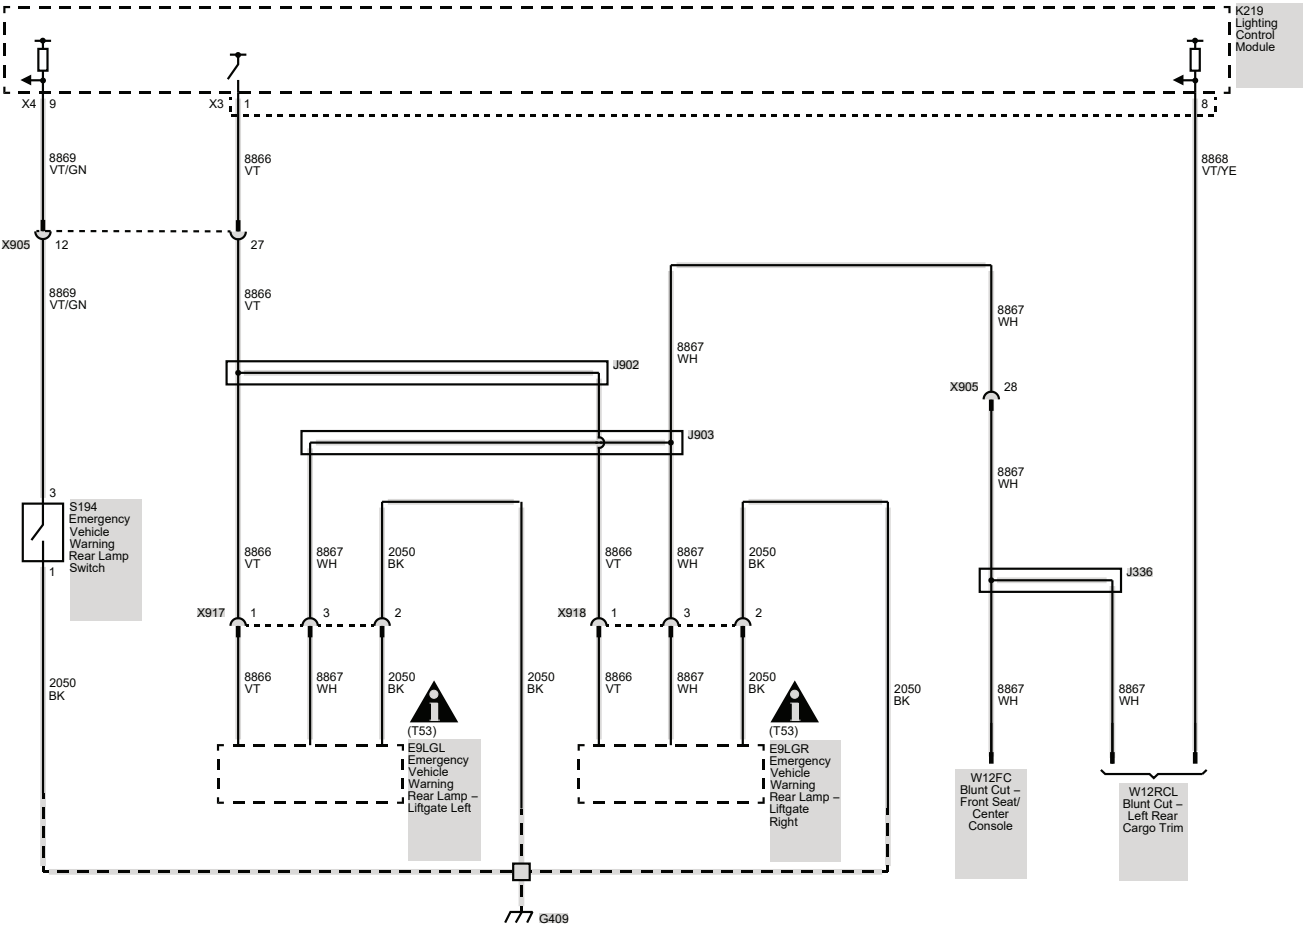 K219
Lighting
Control
Module
X4 9
X3 1
8
8869
VT/GN
8866
VT
8868
VT/YE
X905 12
27
8869
VT/GN
8866
VT
8867
WH
8867
WH
J902
X905 28
J903
8867
WH
3
S194
Emergency
Vehicle
Warning
Rear Lamp
Switch
1
8866
VT
8867
WH
2050
BK
8866
VT
8867
WH
2050
BK
J336
X917 1 3 2
X918 1 3 2
2050
BK
8866
VT
8867
WH
2050
BK
2050
BK
8866
VT
8867
WH
2050
BK
2050
BK
8867
WH
8867
WH
i
(T53)
E9LGL
Emergency
Vehicle
Warning
Rear Lamp –
Liftgate Left
i
(T53)
E9LGR
Emergency
Vehicle
Warning
Rear Lamp –
Liftgate
Right
W12FC
Blunt Cut –
Front Seat/
Center
Console
W12RCL
Blunt Cut –
Left Rear
Cargo Trim
G409